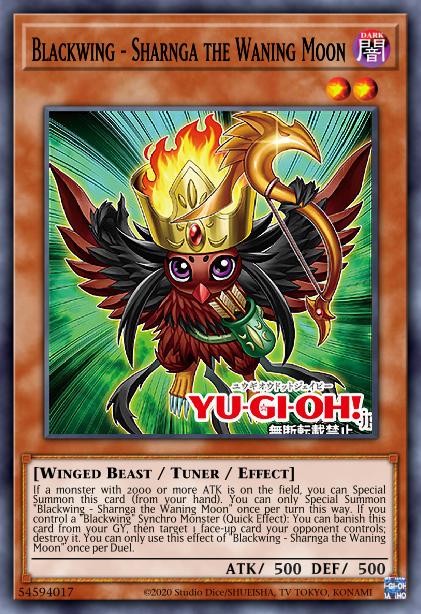 BLACKWING - SHARNGA THE WANING MOON
DARK
闇
ユウギオウドットジェイピー
YU-GI-OH!
無断転載禁止
[WINGED BEAST / TUNER / EFFECT]
If a monster with 2000 or more ATK is on the field, you can Special
Summon this card (from your hand). You can only Special Summon
"Blackwing - Sharnga the Waning Moon" once per turn this way. If you
control a "Blackwing" Synchro Monster (Quick Effect): You can banish this
card from your GY, then target 1 face-up card your opponent controls;
destroy it. You can only use this effect of "Blackwing - Sharnga the Waning
Moon" once per Duel.
ATK/ 500 DEF/ 500
54594017
©2020 Studio Dice/SHUEISHA, TV TOKYO, KONAMI